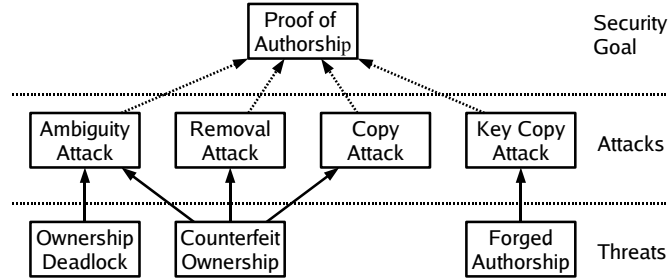 Proof of
Authorship
Security
Goal
Ambiguity
Attack
Removal
Attack
Copy
Attack
Key Copy
Attack
Attacks
Ownership
Deadlock
Counterfeit
Ownership
Forged
Authorship
Threats